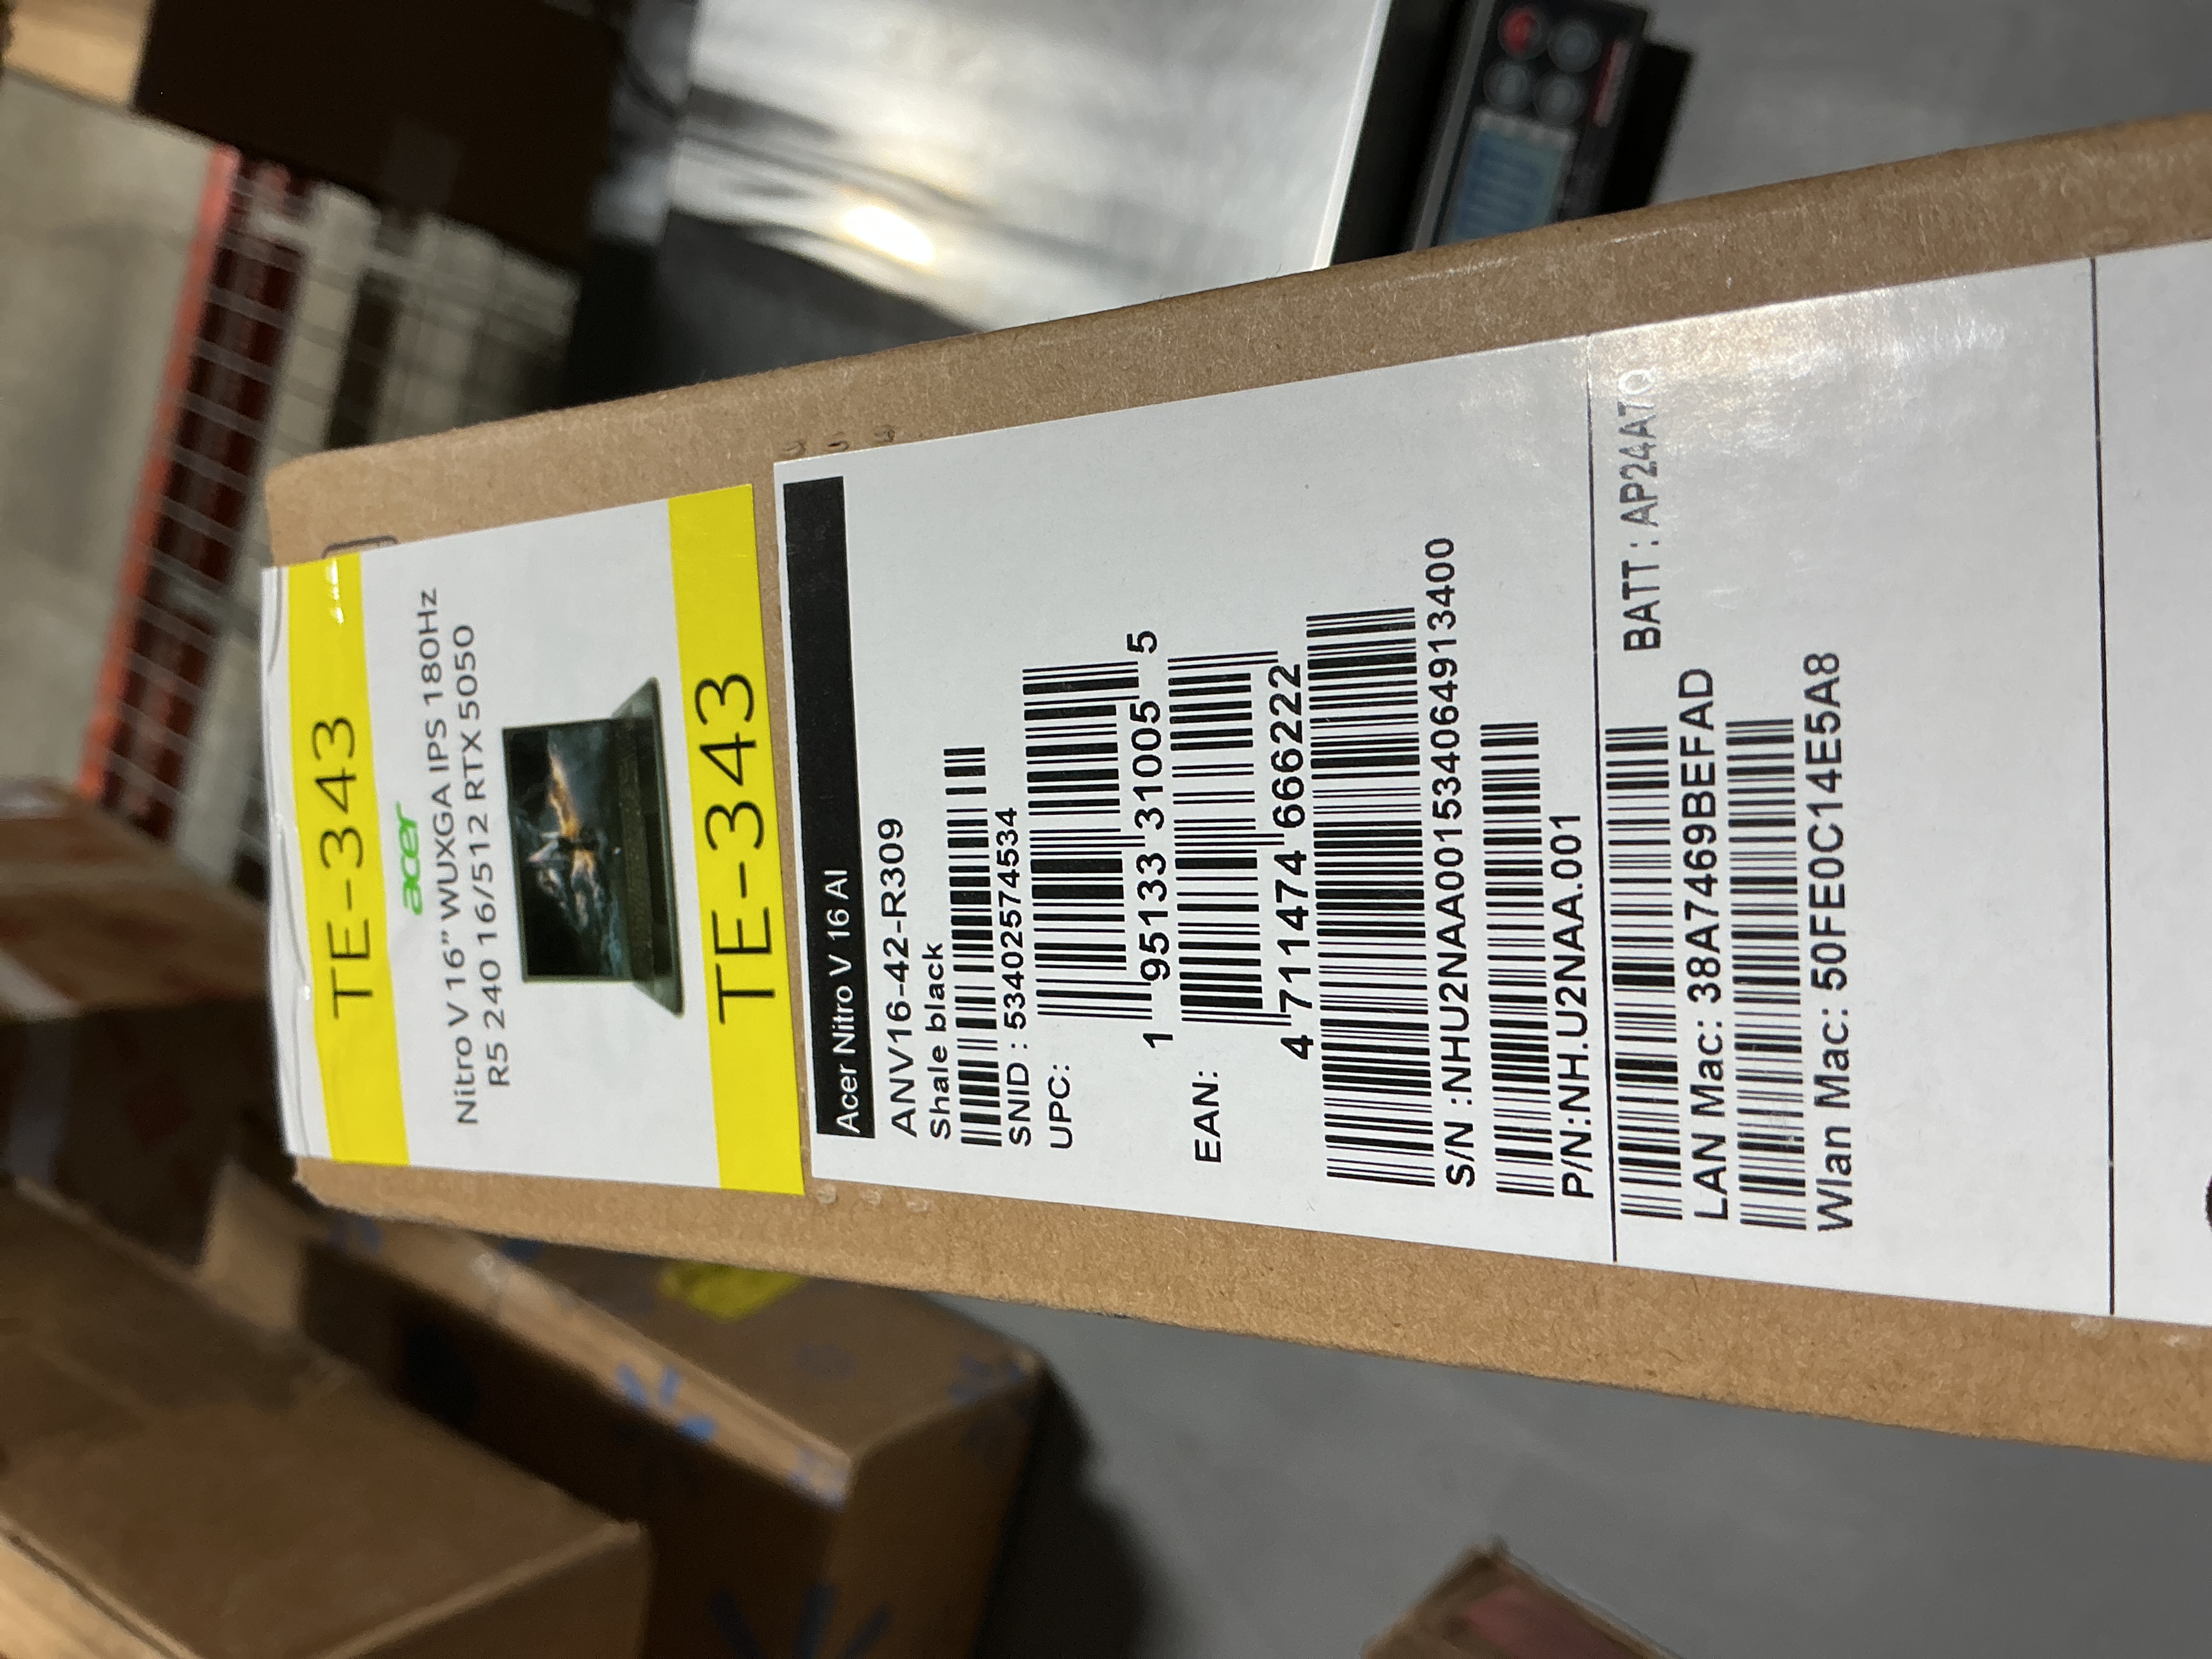 TE-343
acer
Nitro V 16” WUXGA IPS 180Hz
R5 240 16/512 RTX 5050
TE-343
Acer Nitro V 16 AI
ANV16-42-R309
Shale black
SNID : 53402574534
UPC:
1 95133 31005 5
EAN:
4 711474 666222
S/N :NHU2NAA00153406491​3400
P/N:NH.U2NAA.001
BATT : AP24A7Q
LAN Mac: 38A7469BEFAD
Wlan Mac: 50FE0C14E5A8